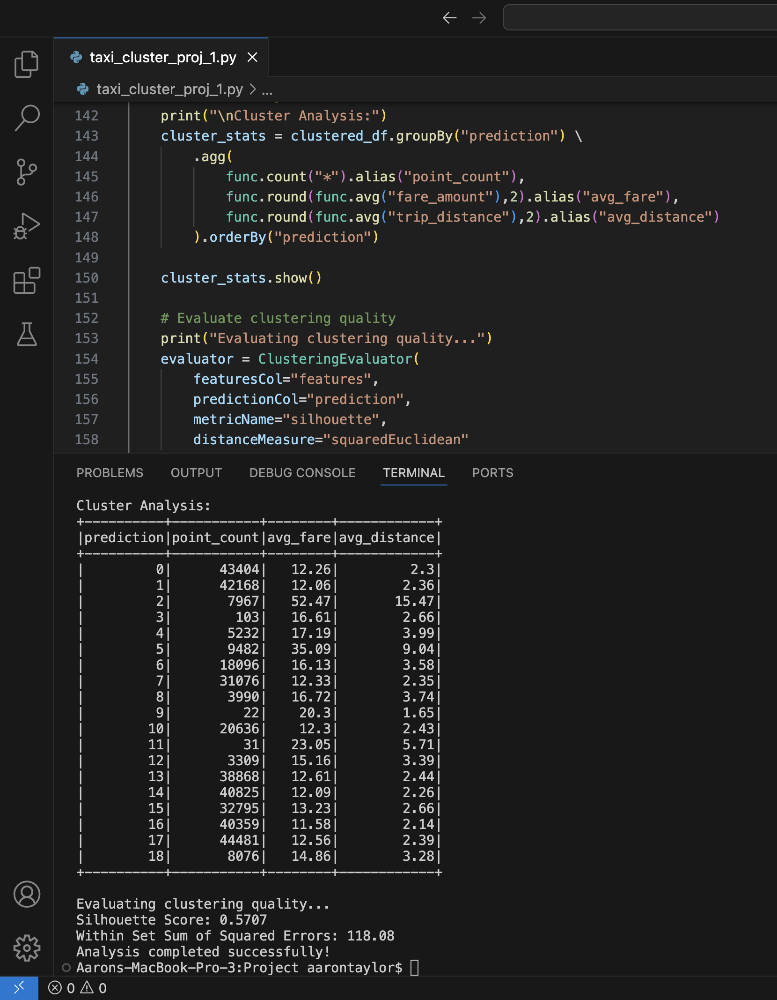 taxi_cluster_proj_1.py
taxi_cluster_proj_1.py > ...
142 print("\nCluster Analysis:")
143 cluster_stats = clustered_df.groupBy("prediction") \
144 .agg(
145 func.count("*").alias("point_count"),
146 func.round(func.avg("fare_amount"),2).alias("avg_fare"),
147 func.round(func.avg("trip_distance"),2).alias("avg_distance")
148 ).orderBy("prediction")
149
150 cluster_stats.show()
151
152 # Evaluate clustering quality
153 print("Evaluating clustering quality...")
154 evaluator = ClusteringEvaluator(
155 featuresCol="features",
156 predictionCol="prediction",
157 metricName="silhouette",
158 distanceMeasure="squaredEuclidean"
PROBLEMS OUTPUT DEBUG CONSOLE TERMINAL PORTS
Cluster Analysis:
+----------+-----------+--------+------------+
|prediction|point_count|avg_fare|avg_distance|
+----------+-----------+--------+------------+
|         0|      43404|   12.26|         2.3|
|         1|      42168|   12.06|        2.36|
|         2|       7967|   52.47|       15.47|
|         3|        103|   16.61|        2.66|
|         4|       5232|   17.19|        3.99|
|         5|       9482|   35.09|        9.04|
|         6|      18096|   16.13|        3.58|
|         7|      31076|   12.33|        2.35|
|         8|       3990|   16.72|        3.74|
|         9|         22|    20.3|        1.65|
|        10|      20636|    12.3|        2.43|
|        11|         31|   23.05|        5.71|
|        12|       3309|   15.16|        3.39|
|        13|      38868|   12.61|        2.44|
|        14|      40825|   12.09|        2.26|
|        15|      32795|   13.23|        2.66|
|        16|      40359|   11.58|        2.14|
|        17|      44481|   12.56|        2.39|
|        18|       8076|   14.86|        3.28|
+----------+-----------+--------+------------+
Evaluating clustering quality...
Silhouette Score: 0.5707
Within Set Sum of Squared Errors: 118.08
Analysis completed successfully!
Aarons-MacBook-Pro-3:Project aarontaylor$
0 0